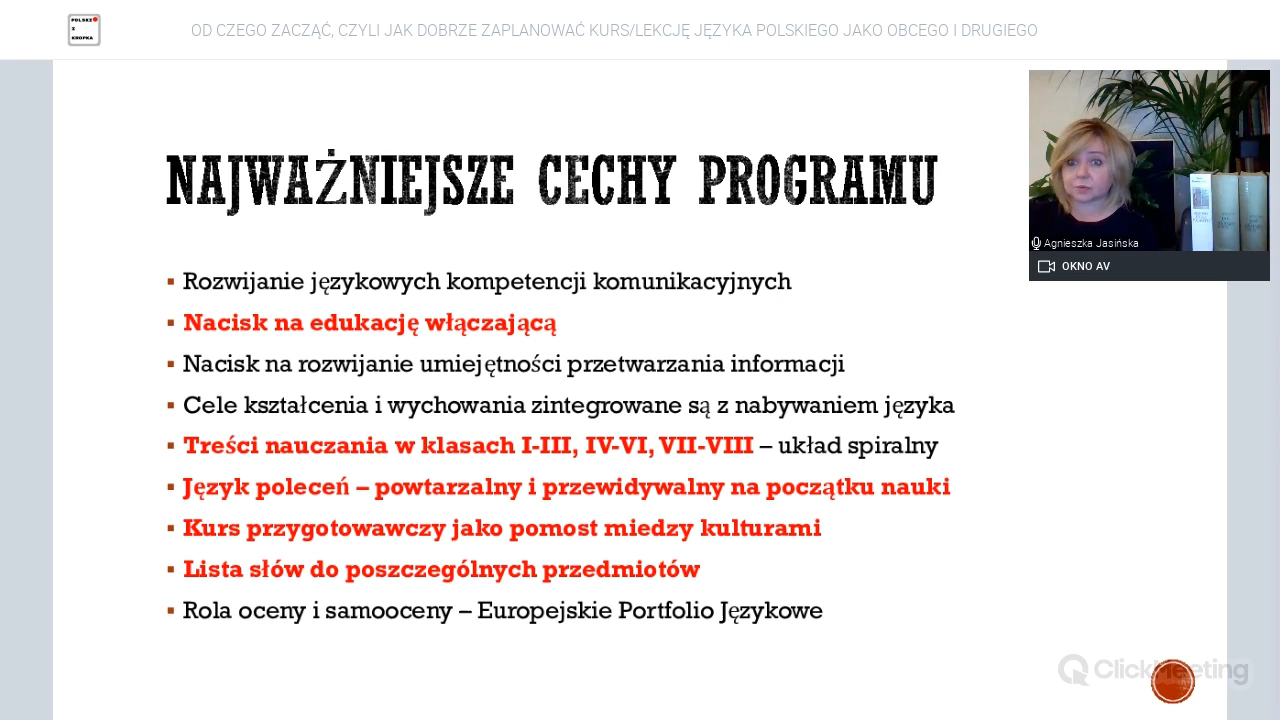 POLSKI
Z
KROPKA
OD CZEGO ZACZĄĆ, CZYLI JAK DOBRZE ZAPLANOWAĆ KURS/LEKCJĘ JĘZYKA POLSKIEGO JAKO OBCEGO I DRUGIEGO
NAJWAŻNIEJSZE CECHY PROGRAMU
▪ Rozwijanie językowych kompetencji komunikacyjnych
▪ Nacisk na edukację włączającą
▪ Nacisk na rozwijanie umiejętności przetwarzania informacji
▪ Cele kształcenia i wychowania zintegrowane są z nabywaniem języka
▪ Treści nauczania w klasach I-III, IV-VI, VII-VIII – układ spiralny
▪ Język poleceń – powtarzalny i przewidywalny na początku nauki
▪ Kurs przygotowawczy jako pomost miedzy kulturami
▪ Lista słów do poszczególnych przedmiotów
▪ Rola oceny i samooceny – Europejskie Portfolio Językowe
Agnieszka Jasińska
OKNO AV
ClickMeeting